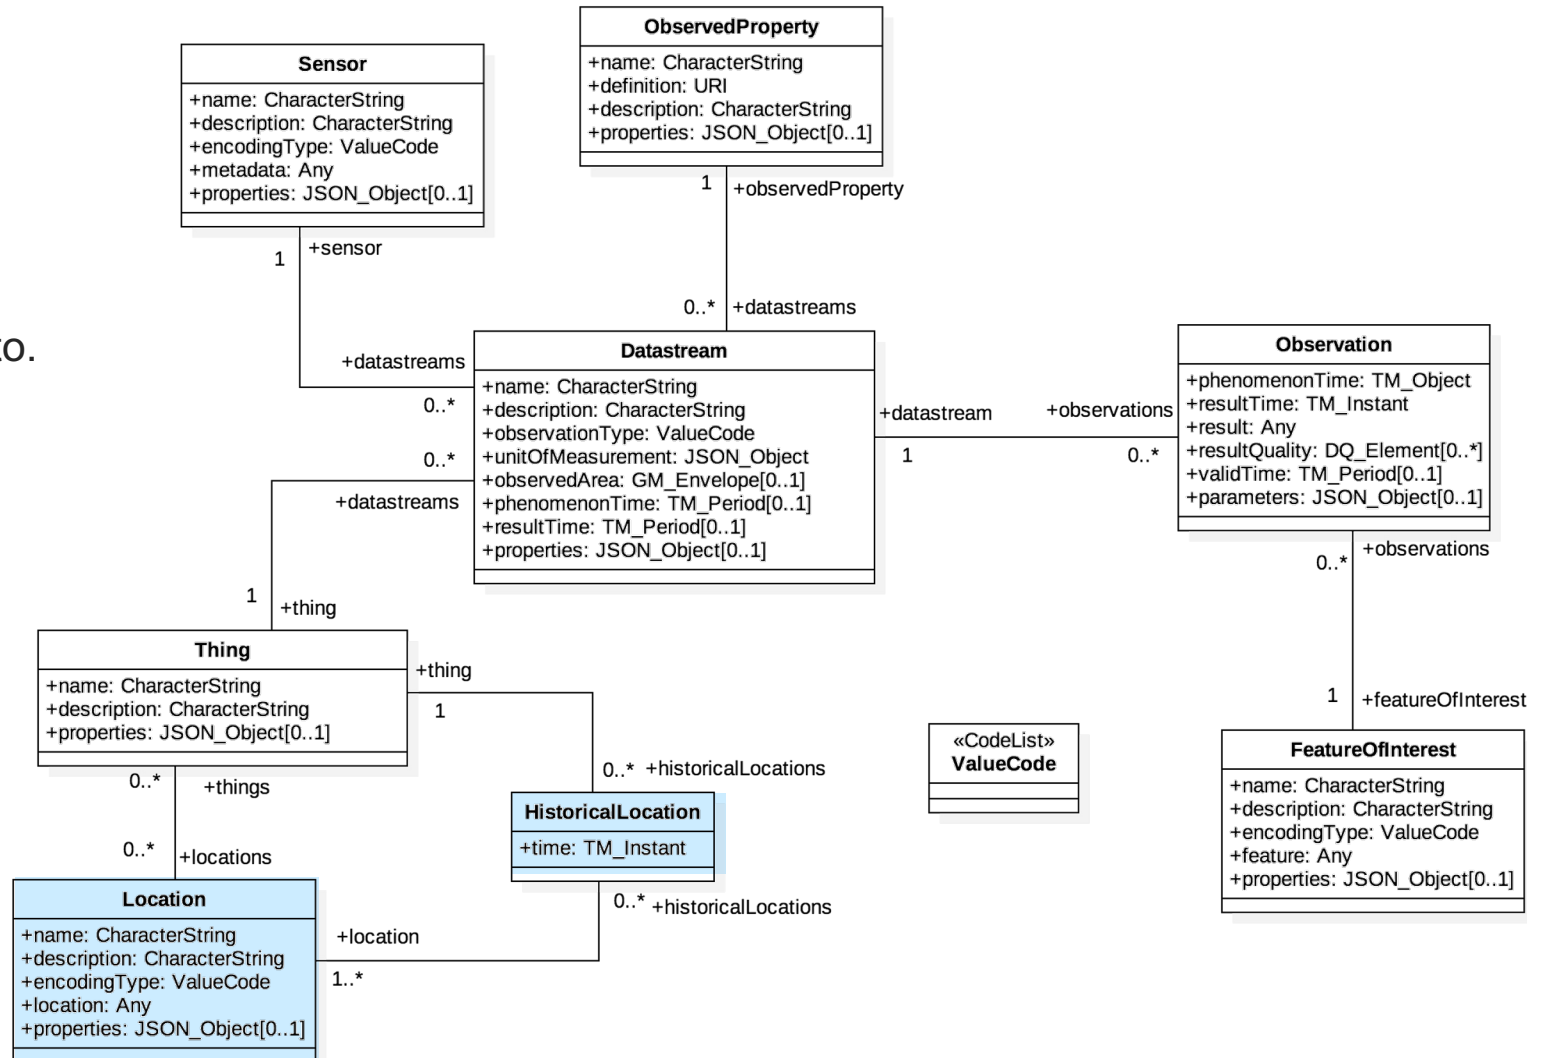 ObservedProperty
+name: CharacterString
+definition: URI
+description: CharacterString
+properties: JSON_Object[0..1]
Sensor
+name: CharacterString
+description: CharacterString
+encodingType: ValueCode
+metadata: Any
+properties: JSON_Object[0..1]
1
+observedProperty
1
+sensor
0..*
+datastreams
to.
+datastreams
0..*
Datastream
+name: CharacterString
+description: CharacterString
+observationType: ValueCode
+unitOfMeasurement: JSON_Object
+observedArea: GM_Envelope[0..1]
+phenomenonTime: TM_Period[0..1]
+resultTime: TM_Period[0..1]
+properties: JSON_Object[0..1]
+datastream
1
+observations
0..*
Observation
+phenomenonTime: TM_Object
+resultTime: TM_Instant
+result: Any
+resultQuality: DQ_Element[0..*]
+validTime: TM_Period[0..1]
+parameters: JSON_Object[0..1]
0..*
+datastreams
1
+thing
+observations
0..*
1
+featureOfInterest
Thing
+name: CharacterString
+description: CharacterString
+properties: JSON_Object[0..1]
+thing
1
0..*
+historicalLocations
«CodeList»
ValueCode
FeatureOfInterest
+name: CharacterString
+description: CharacterString
+encodingType: ValueCode
+feature: Any
+properties: JSON_Object[0..1]
0..*
+things
0..*
+locations
HistoricalLocation
+time: TM_Instant
0..*
+historicalLocations
+location
1..*
Location
+name: CharacterString
+description: CharacterString
+encodingType: ValueCode
+location: Any
+properties: JSON_Object[0..1]